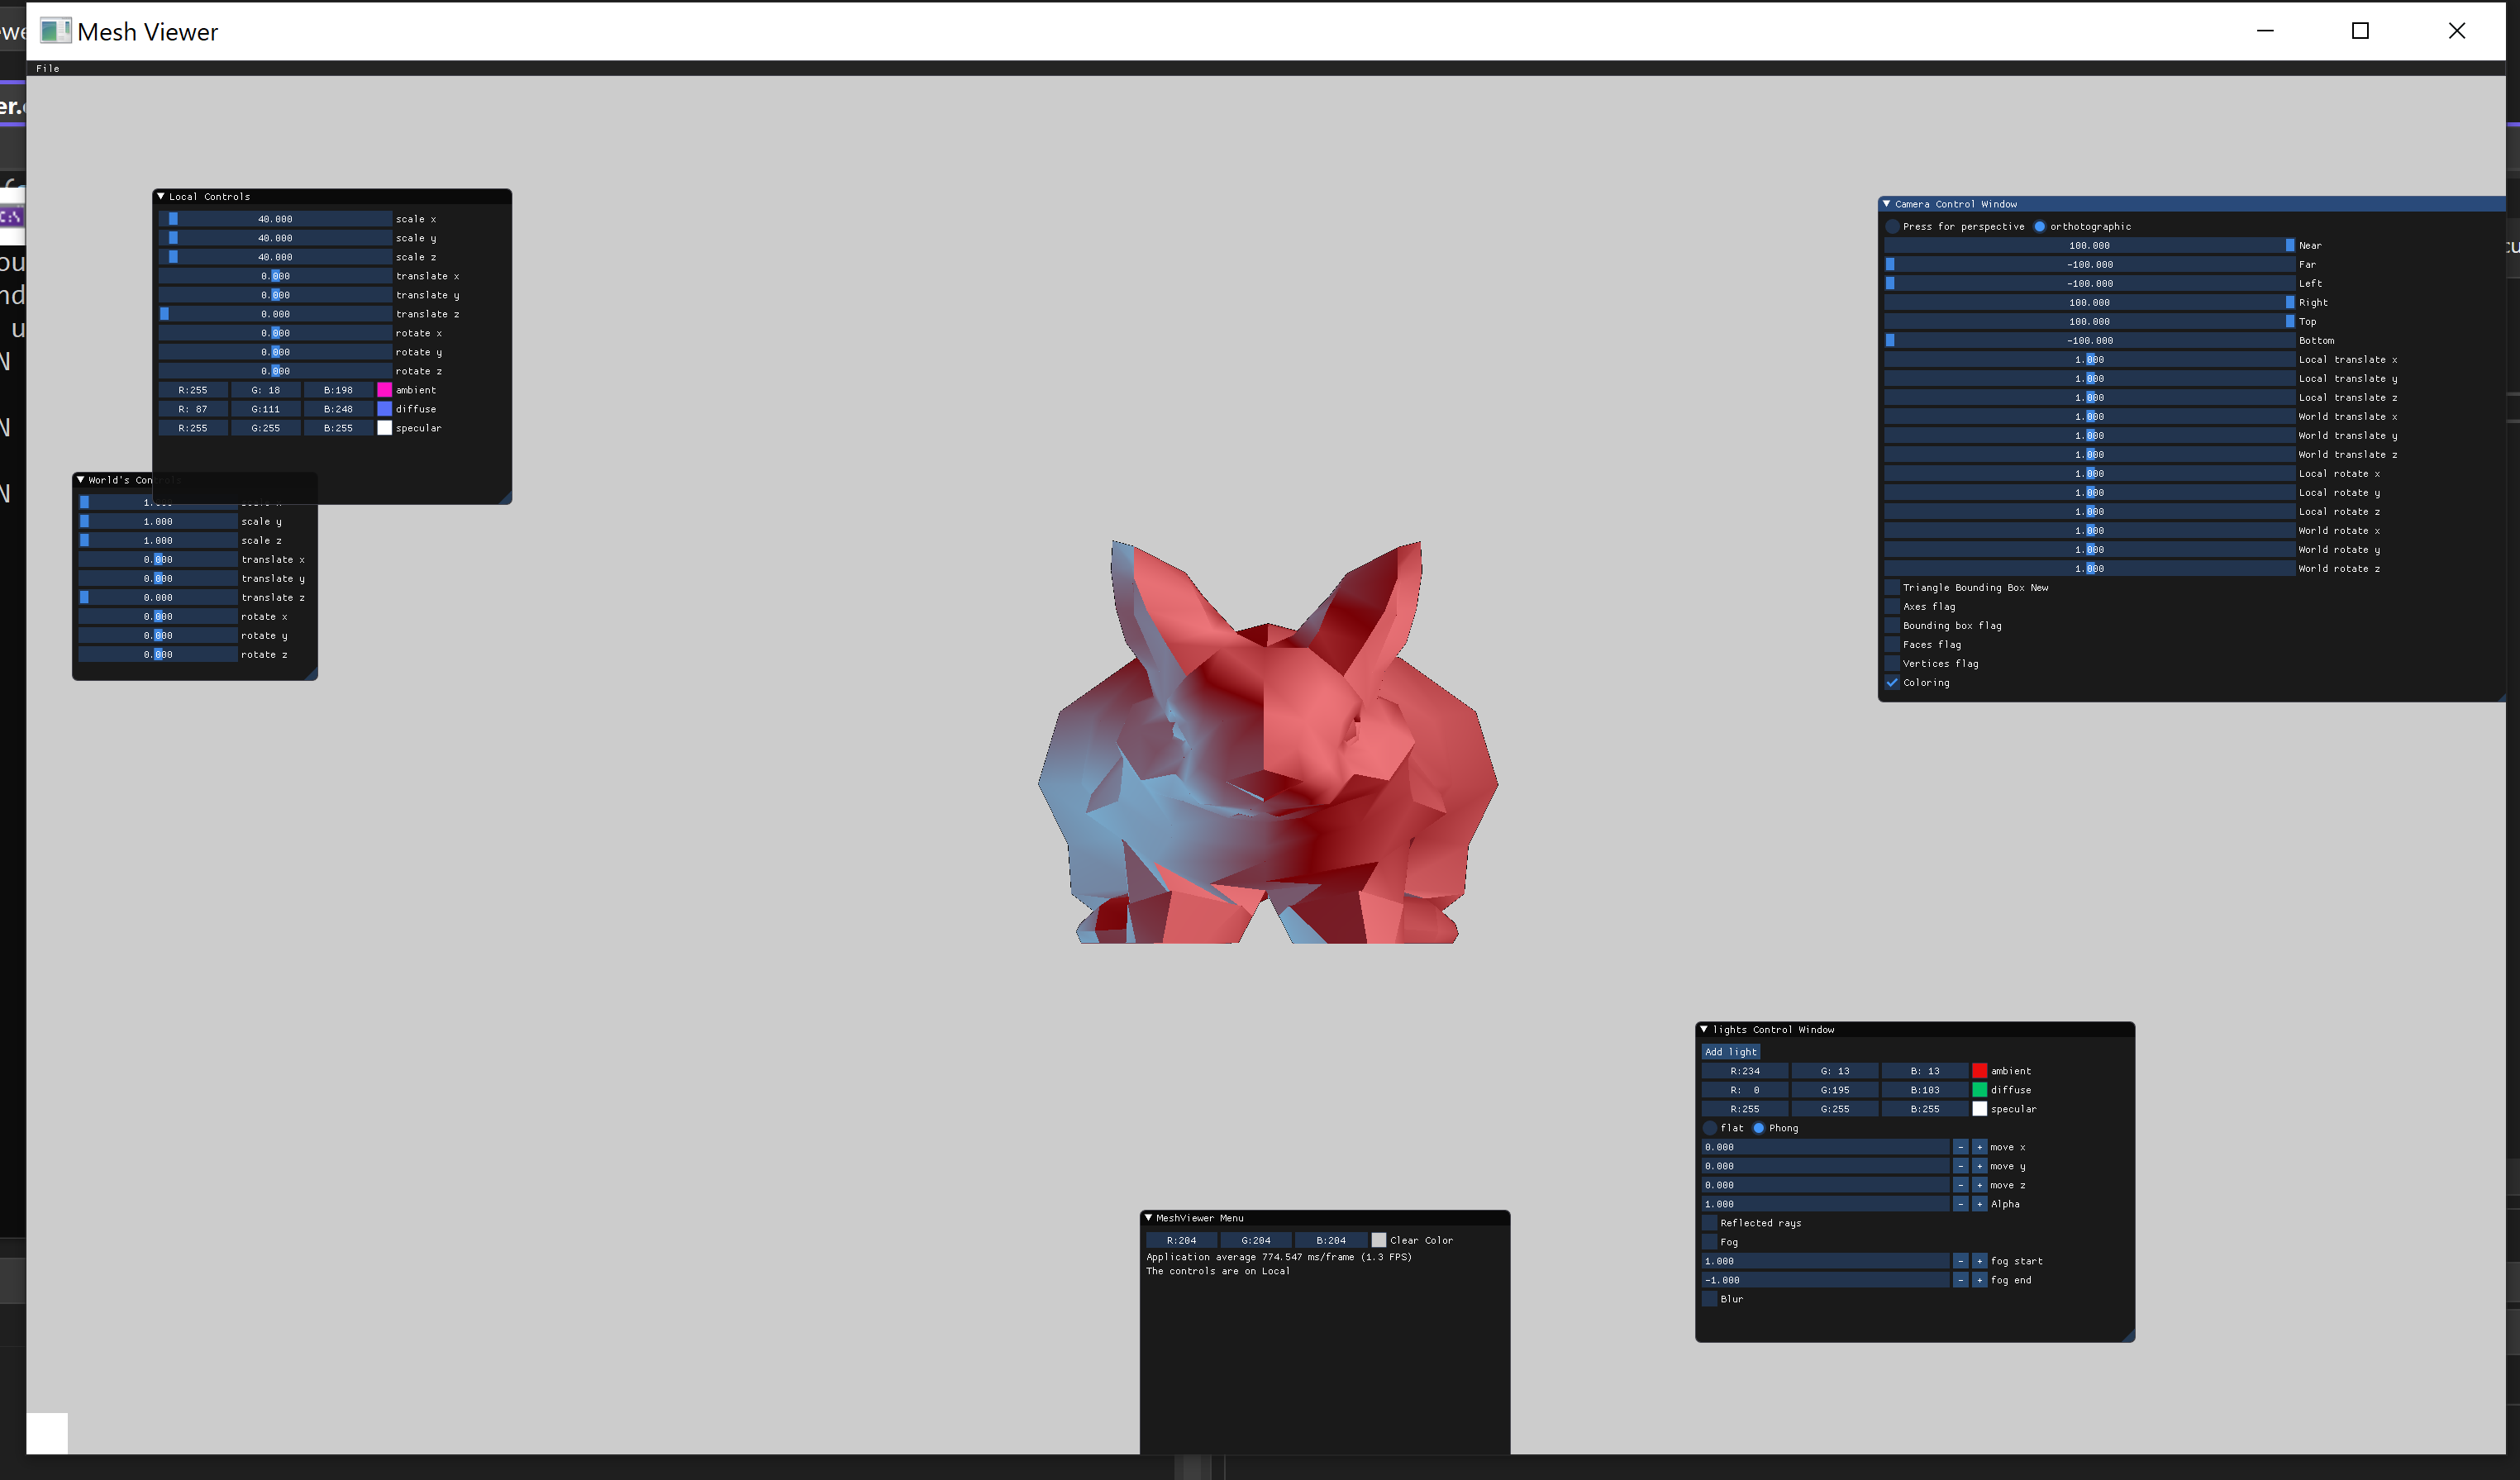 Mesh Viewer
File
Local Controls
40.000 scale x
40.000 scale y
40.000 scale z
0.000 translate x
0.000 translate y
0.000 translate z
0.000 rotate x
0.000 rotate y
0.000 rotate z
R:255 G: 18 B:198 ambient
R: 87 G:111 B:248 diffuse
R:255 G:255 B:255 specular
World's Controls
1.000 scale x
1.000 scale y
1.000 scale z
0.000 translate x
0.000 translate y
0.000 translate z
0.000 rotate x
0.000 rotate y
0.000 rotate z
Camera Control Window
Press for perspective orthotographic
100.000 Near
-100.000 Far
-100.000 Left
100.000 Right
100.000 Top
-100.000 Bottom
1.000 Local translate x
1.000 Local translate y
1.000 Local translate z
1.000 World translate x
1.000 World translate y
1.000 World translate z
1.000 Local rotate x
1.000 Local rotate y
1.000 Local rotate z
1.000 World rotate x
1.000 World rotate y
1.000 World rotate z
Triangle Bounding Box New
Axes flag
Bounding box flag
Faces flag
Vertices flag
Coloring
lights Control Window
Add light
R:234 G: 13 B: 13 ambient
R: 0 G:195 B:103 diffuse
R:255 G:255 B:255 specular
flat Phong
0.000 - + move x
0.000 - + move y
0.000 - + move z
1.000 - + Alpha
Reflected rays
Fog
1.000 - + fog start
-1.000 - + fog end
Blur
MeshViewer Menu
R:204 G:204 B:204 Clear Color
Application average 774.547 ms/frame (1.3 FPS)
The controls are on Local